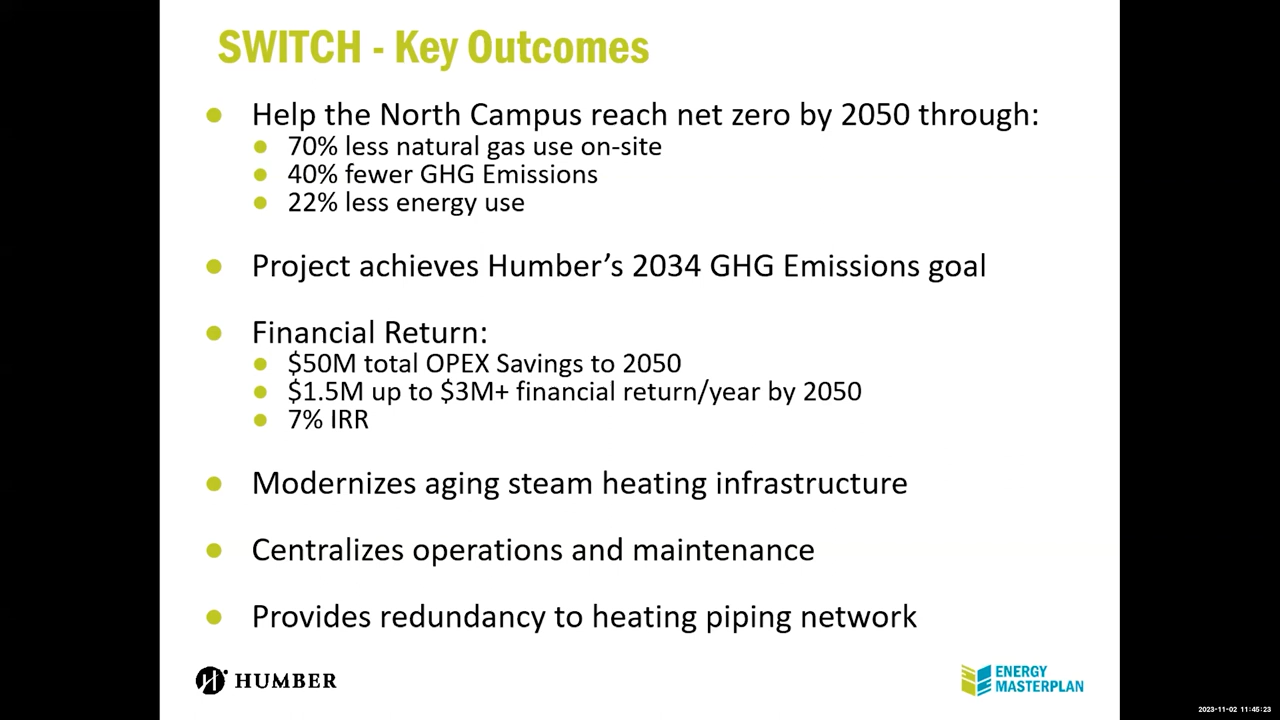 SWITCH - Key Outcomes
Help the North Campus reach net zero by 2050 through:
70% less natural gas use on-site
40% fewer GHG Emissions
22% less energy use
Project achieves Humber’s 2034 GHG Emissions goal
Financial Return:
$50M total OPEX Savings to 2050
$1.5M up to $3M+ financial return/year by 2050
7% IRR
Modernizes aging steam heating infrastructure
Centralizes operations and maintenance
Provides redundancy to heating piping network
HUMBER
ENERGY
MASTERPLAN
2023-11-02 11:45:23